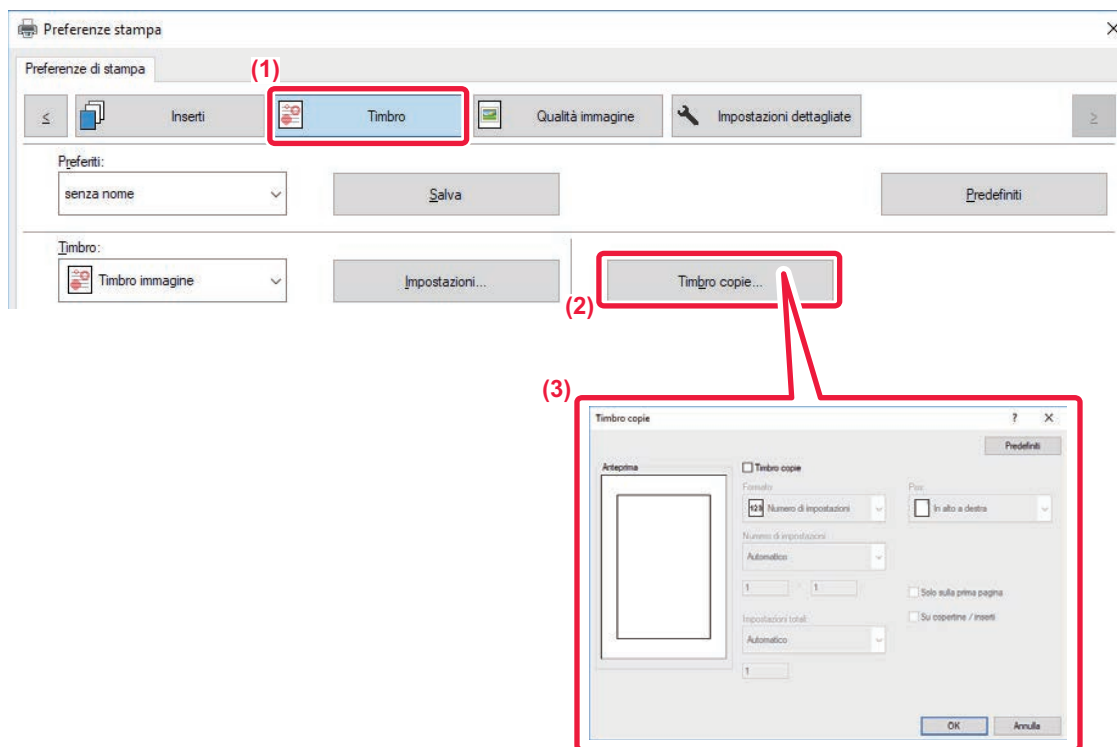 Preferenze stampa
Preferenze di stampa
(1)
≤ Inserti Timbro Qualità immagine Impostazioni dettagliate ≥
Preferiti:
senza nome Salva Predefiniti
Timbro:
Timbro immagine Impostazioni... Timbro copie...
(2)
(3)
Timbro copie ? X
Predefiniti
Anteprima Timbro copie
Formato: Pos:
123 Numero di impostazioni In alto a destra
Numero di impostazioni:
Automatico
1 - 1 Solo sulla prima pagina
Impostazioni totali: Su copertine / inserti
Automatico
1
OK Annulla